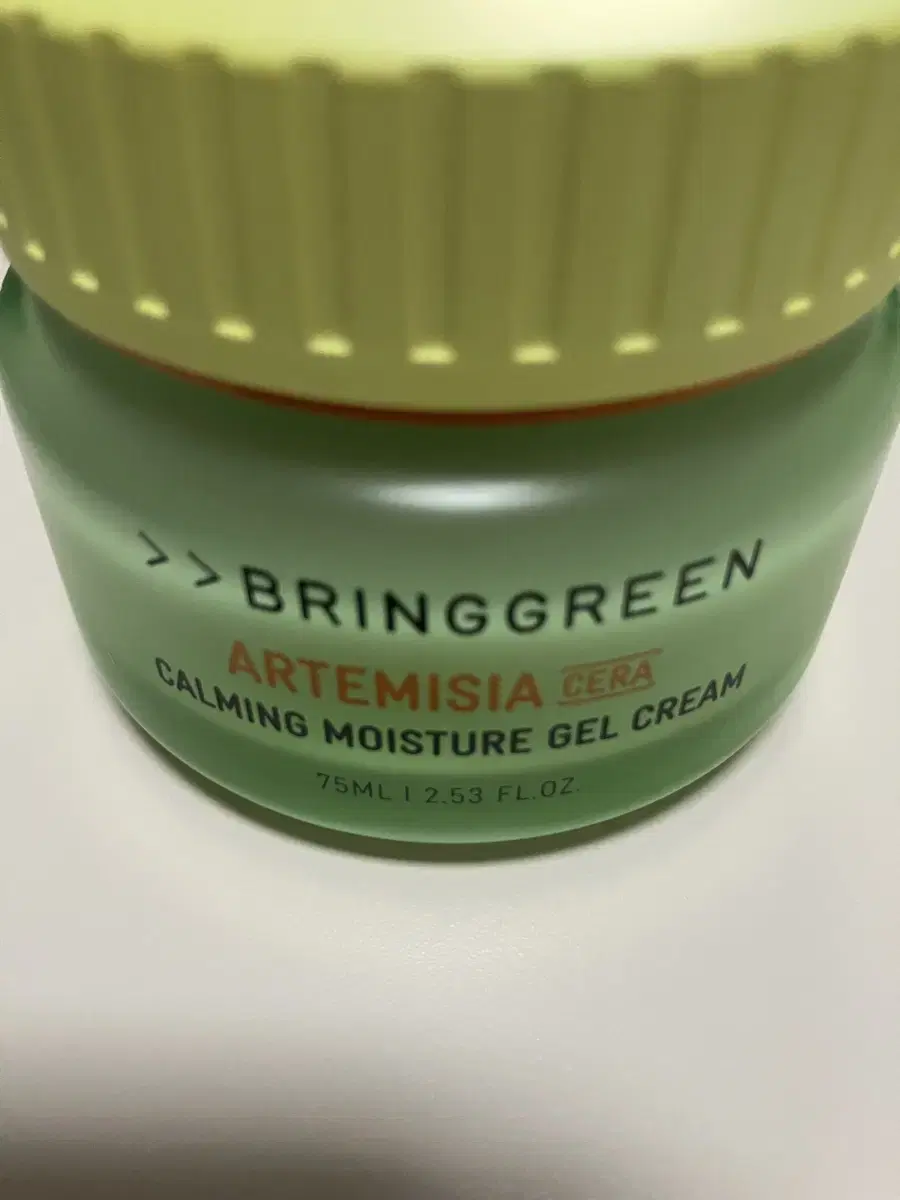 >>BRINGGREEN
ARTEMISIA CERA
CALMING MOISTURE GEL CREAM
75ML | 2.53 FL.OZ.